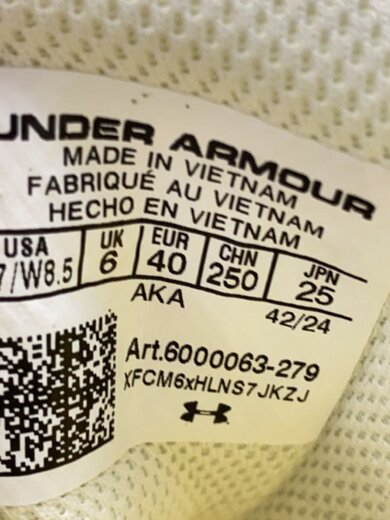 UNDER ARMOUR
MADE IN VIETNAM
FABRIQUÉ AU VIETNAM
HECHO EN VIETNAM
USA UK EUR CHN JPN
7/W8.5 6 40 250 25
AKA 42/24
Art.6000063-279
XFCM6xHLNS7JKZJ